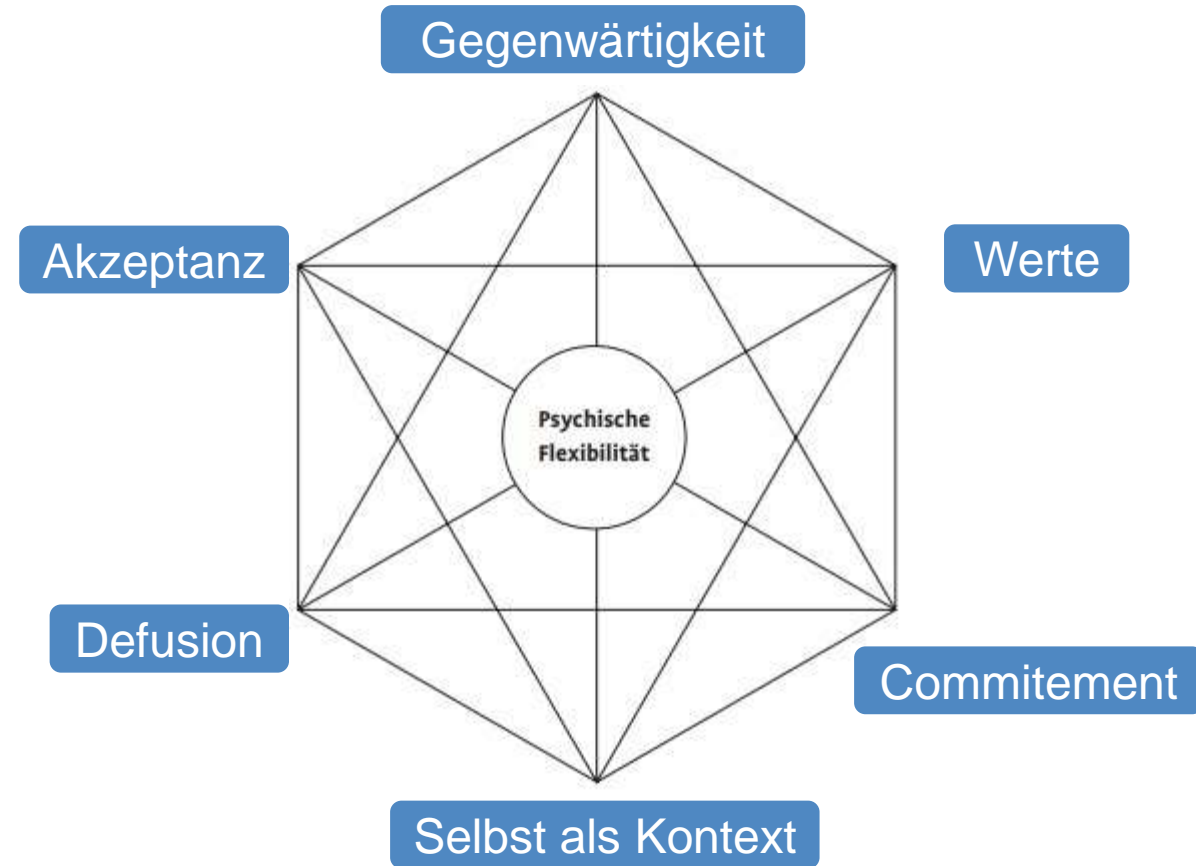 Gegenwärtigkeit
Akzeptanz
Werte
Psychische
Flexibilität
Defusion
Commitement
Selbst als Kontext